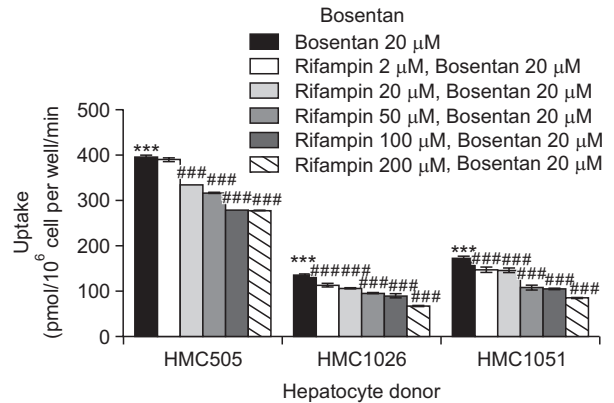 Bosentan
Bosentan 20 μM
Rifampin 2 μM, Bosentan 20 μM
Rifampin 20 μM, Bosentan 20 μM
Rifampin 50 μM, Bosentan 20 μM
Rifampin 100 μM, Bosentan 20 μM
Rifampin 200 μM, Bosentan 20 μM
Uptake
(pmol/10⁶ cell per well/min)
500
400
300
200
100
0
***
###
###
###
###
***
###
###
###
###
###
***
###
###
###
###
###
HMC505
HMC1026
HMC1051
Hepatocyte donor